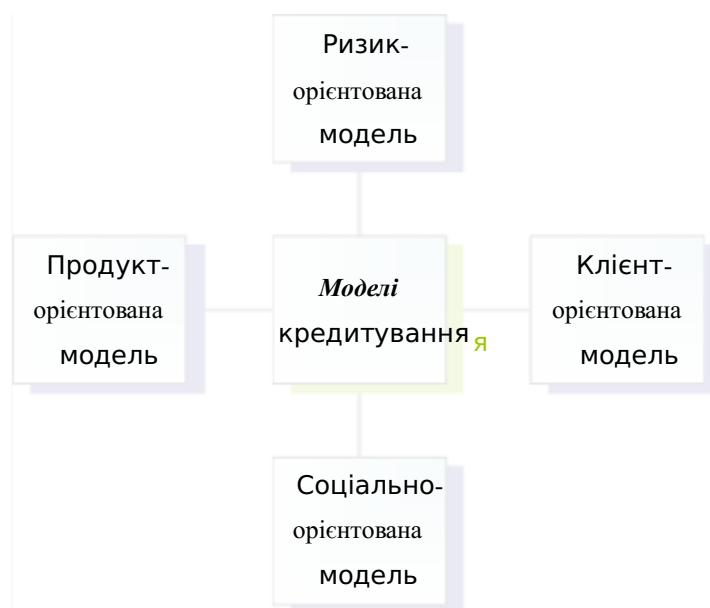 Ризик-
орієнтована
модель
Продукт-
орієнтована
модель
Моделі
кредитування
я
Клієнт-
орієнтована
модель
Соціально-
орієнтована
модель